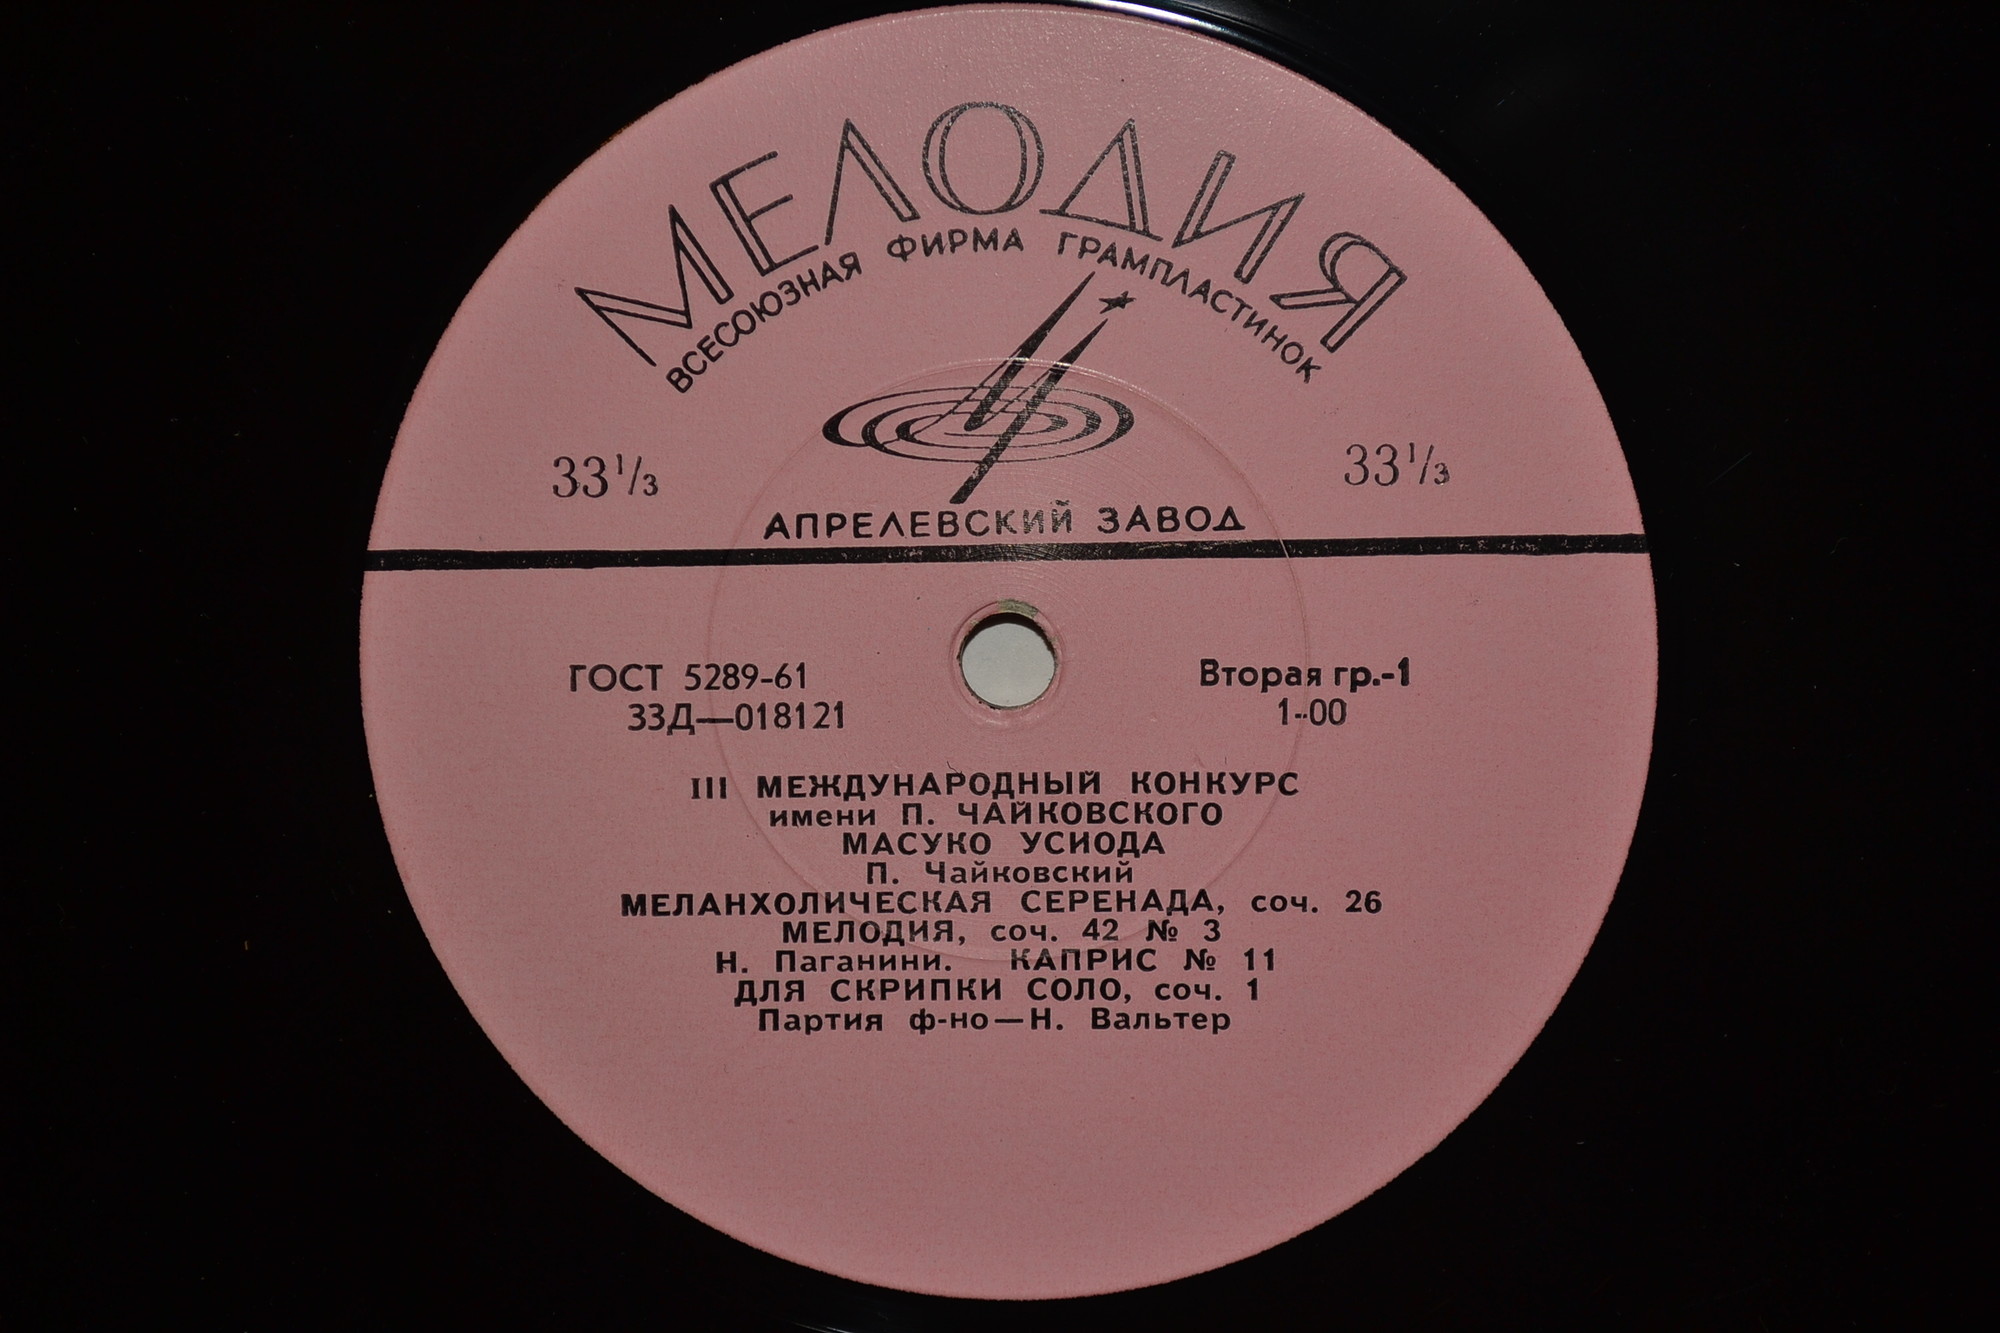 МЕЛОДИЯ
ВСЕСОЮЗНАЯ ФИРМА ГРАМПЛАСТИНОК
33⅓ 33⅓
АПРЕЛЕВСКИЙ ЗАВОД
ГОСТ 5289-61 Вторая гр.-1
33Д—018121 1-00
III МЕЖДУНАРОДНЫЙ КОНКУРС
имени П. ЧАЙКОВСКОГО
МАСУКО УСИОДА
П. Чайковский
МЕЛАНХОЛИЧЕСКАЯ СЕРЕНАДА, соч. 26
МЕЛОДИЯ, соч. 42 № 3
Н. Паганини. КАПРИС № 11
ДЛЯ СКРИПКИ СОЛО, соч. 1
Партия ф-но—Н. Вальтер